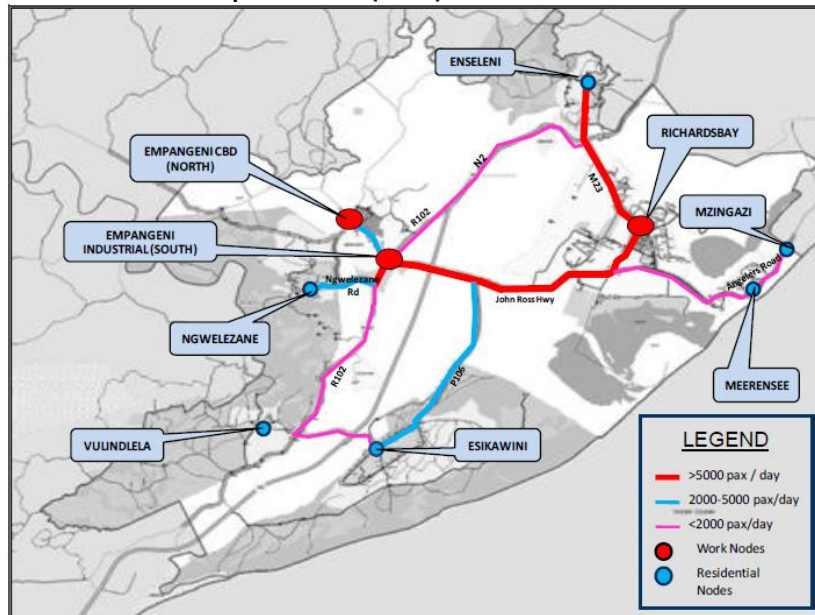 ENSELENI
RICHARDSBAY
EMPANGENI CBD
(NORTH)
MZINGAZI
EMPANGENI
INDUSTRIAL (SOUTH)
N2
R102
M23
Angelers Road
Ngwelezane
Rd
John Ross Hwy
NGWELEZANE
MEERENSEE
R102
P106
VULINDLELA
ESIKAWINI
LEGEND
>5000 pax / day
2000-5000 pax/day
<2000 pax/day
Work Nodes
Residential
Nodes